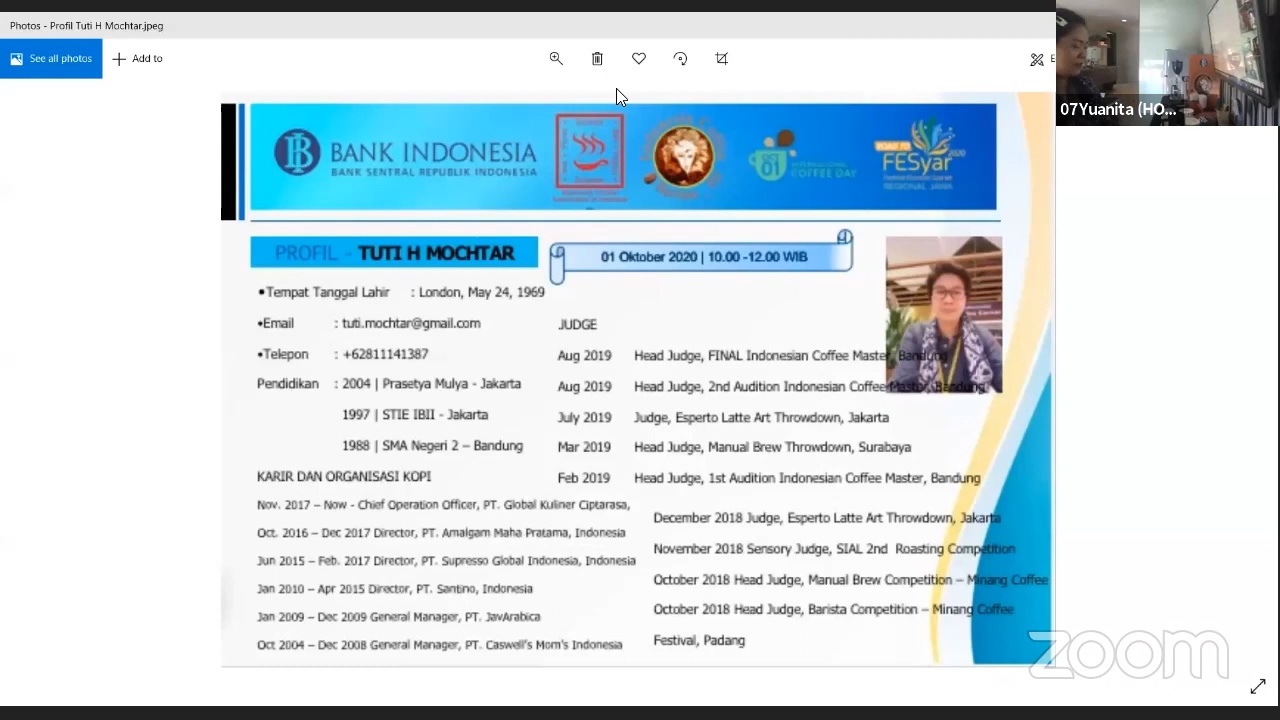 Photos - Profil Tuti H Mochtar.jpeg
See all photos
Add to
07Yuanita (HO...
BANK INDONESIA
BANK SENTRAL REPUBLIK INDONESIA
INTERNATIONAL
COFFEE DAY
01
ROAD TO
FESyar 2020
REGIONAL JAWA
PROFIL - TUTI H MOCHTAR
01 Oktober 2020 | 10.00 -12.00 WIB
•Tempat Tanggal Lahir : London, May 24, 1969
•Email : tuti.mochtar@gmail.com
•Telepon : +62811141387
Pendidikan : 2004 | Prasetya Mulya - Jakarta
1997 | STIE IBII - Jakarta
1988 | SMA Negeri 2 – Bandung
KARIR DAN ORGANISASI KOPI
Nov. 2017 – Now - Chief Operation Officer, PT. Global Kuliner Ciptarasa,
Oct. 2016 – Dec 2017 Director, PT. Amalgam Maha Pratama, Indonesia
Jun 2015 – Feb. 2017 Director, PT. Supresso Global Indonesia, Indonesia
Jan 2010 – Apr 2015 Director, PT. Santino, Indonesia
Jan 2009 – Dec 2009 General Manager, PT. JavArabica
Oct 2004 – Dec 2008 General Manager, PT. Caswell's Mom's Indonesia
JUDGE
Aug 2019 Head Judge, FINAL Indonesian Coffee Master, Bandung
Aug 2019 Head Judge, 2nd Audition Indonesian Coffee Master, Bandung
July 2019 Judge, Esperto Latte Art Throwdown, Jakarta
Mar 2019 Head Judge, Manual Brew Throwdown, Surabaya
Feb 2019 Head Judge, 1st Audition Indonesian Coffee Master, Bandung
December 2018 Judge, Esperto Latte Art Throwdown, Jakarta
November 2018 Sensory Judge, SIAL 2nd Roasting Competition
October 2018 Head Judge, Manual Brew Competition – Minang Coffee
October 2018 Head Judge, Barista Competition – Minang Coffee
Festival, Padang
zoom